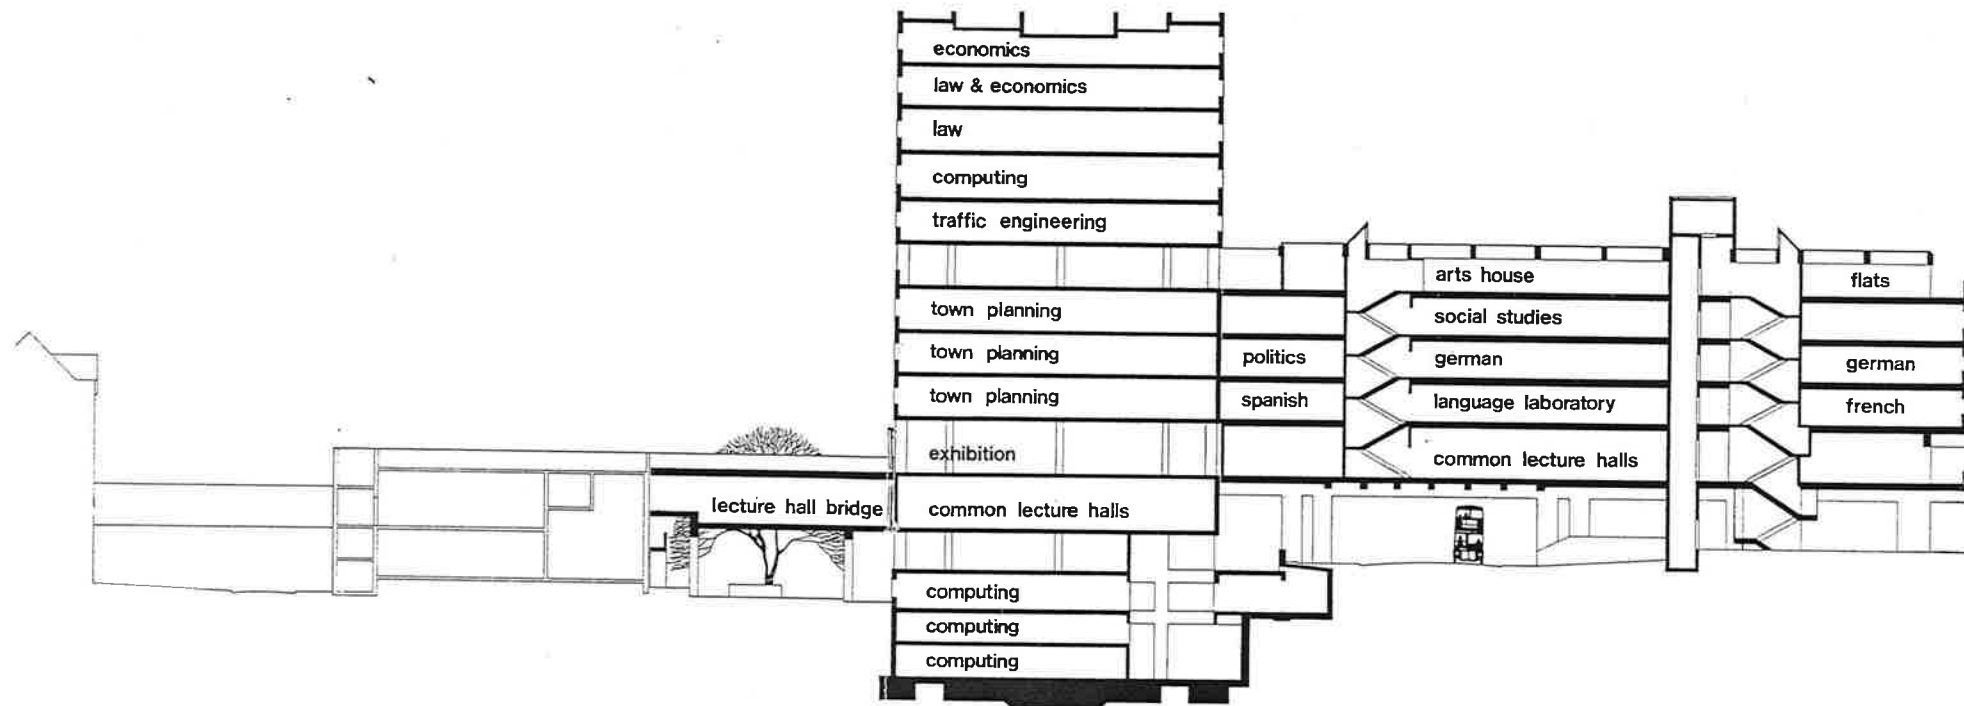 economics
law & economics
law
computing
traffic engineering
arts house
flats
town planning
social studies
town planning
politics
german
german
town planning
spanish
language laboratory
french
exhibition
common lecture halls
lecture hall bridge
common lecture halls
computing
computing
computing